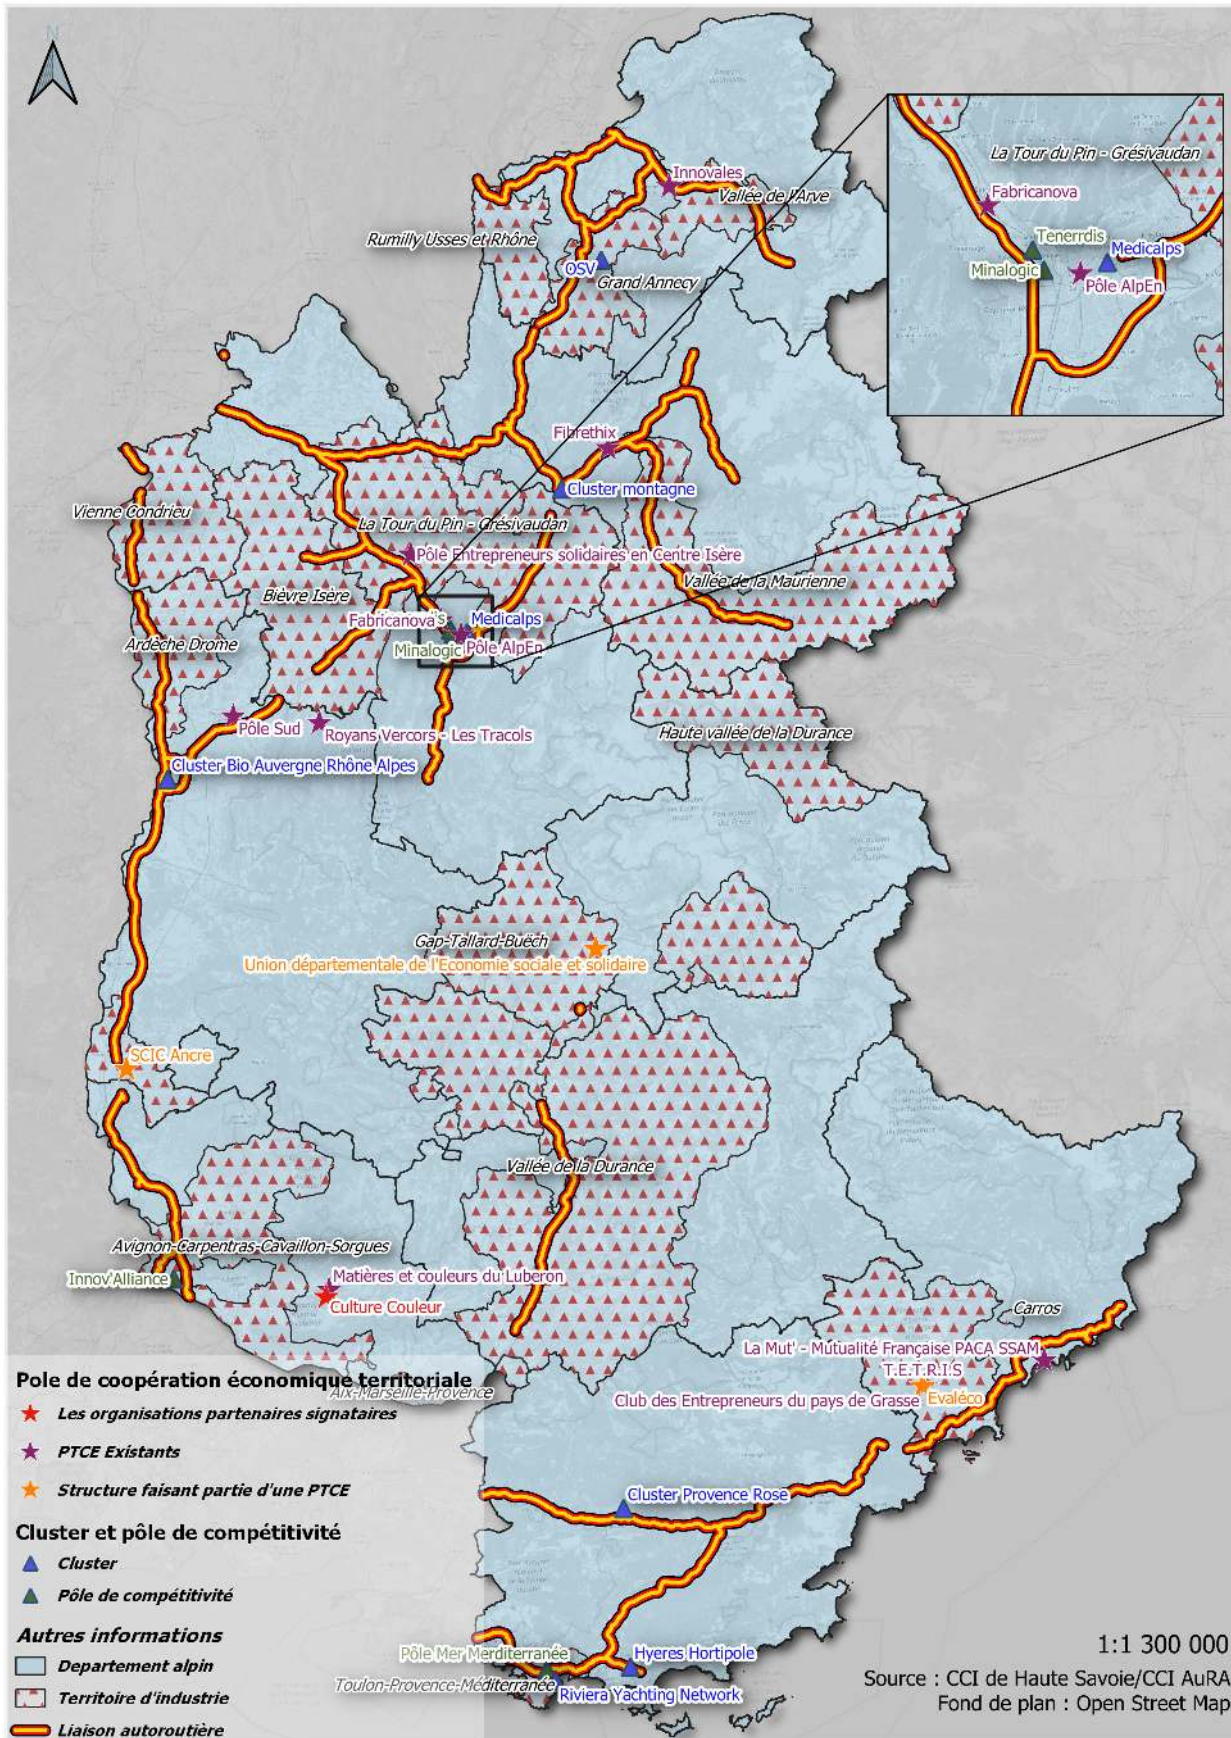 N
La Tour du Pin - Grésivaudan
Fabricanova
Tenerrdis
Medicalps
Minalogic
Pôle AlpEn
Innovales
Vallée de l'Arve
Rumilly Usses et Rhône
OSV
Grand Annecy
Fibrethix
Cluster montagne
Vienne Condrieu
La Tour du Pin - Grésivaudan
Pôle Entrepreneurs solidaires en Centre Isère
Vallée de la Maurienne
Bièvre Isère
Fabricanova's
Medicalps
Ardèche Drome
Minalogic
Pôle AlpEn
Pôle Sud
Royans Vercors - Les Tracols
Haute vallée de la Durance
Cluster Bio Auvergne Rhône Alpes
Gap-Tallard-Buëch
Union départementale de l'Economie sociale et solidaire
SCIC Ancre
Vallée de la Durance
Avignon-Carpentras-Cavaillon-Sorgues
Innov'Alliance
Matières et couleurs du Luberon
Culture Couleur
Carros
La Mut' - Mutualité Française PACA SSAM
T.E.T.R.I.S
Club des Entrepreneurs du pays de Grasse
Evaléco
Pole de coopération économique territoriale
Aix-Marseille-Provence
Les organisations partenaires signataires
PTCE Existants
Structure faisant partie d'une PTCE
Cluster Provence Rose
Cluster et pôle de compétitivité
Cluster
Pôle de compétitivité
Autres informations
Departement alpin
Territoire d'industrie
Liaison autoroutière
Pôle Mer Merditerranée
Hyeres Hortipole
Toulon-Provence-Méditerranée
Riviera Yachting Network
1:1 300 000
Source : CCI de Haute Savoie/CCI AuRA
Fond de plan : Open Street Map